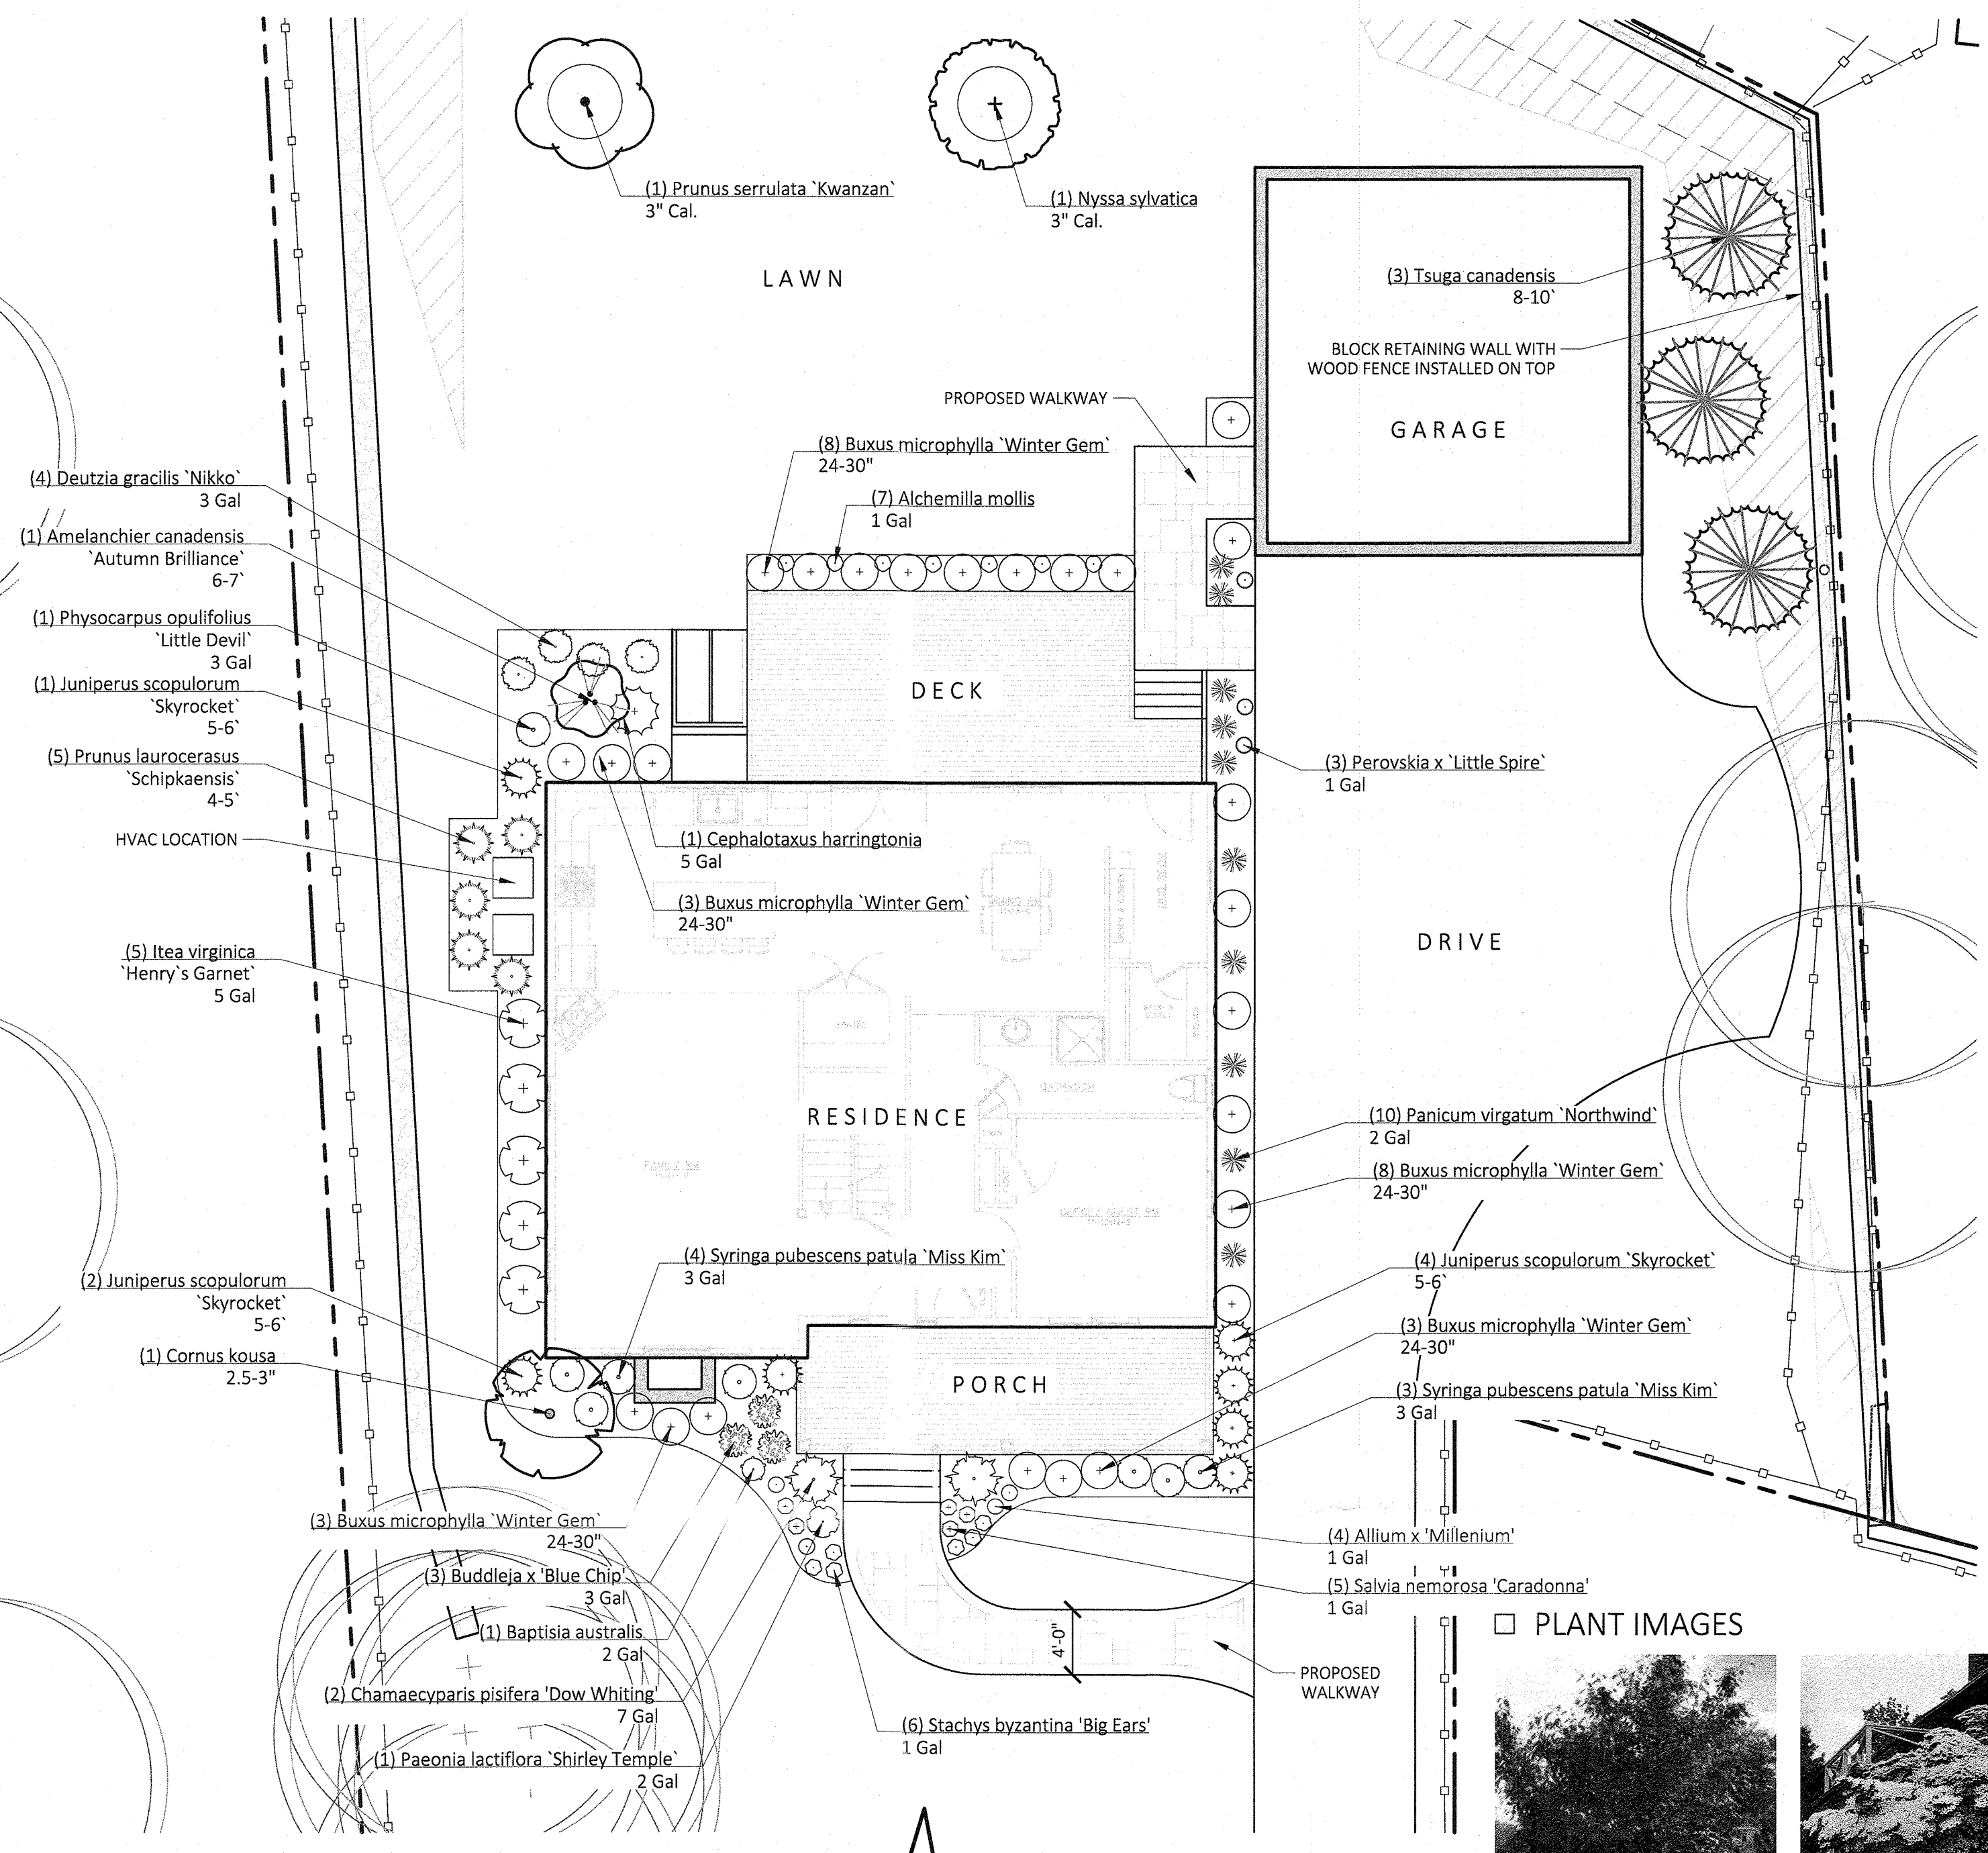 (1) Prunus serrulata `Kwanzan`
3" Cal.
(1) Nyssa sylvatica
3" Cal.
LAWN
(3) Tsuga canadensis
8-10`
BLOCK RETAINING WALL WITH
WOOD FENCE INSTALLED ON TOP
GARAGE
PROPOSED WALKWAY
(8) Buxus microphylla `Winter Gem`
24-30"
(7) Alchemilla mollis
1 Gal
(4) Deutzia gracilis `Nikko`
3 Gal
(1) Amelanchier canadensis
`Autumn Brilliance`
6-7`
(1) Physocarpus opulifolius
`Little Devil`
3 Gal
(1) Juniperus scopulorum
`Skyrocket`
5-6`
(5) Prunus laurocerasus
`Schipkaensis`
4-5`
HVAC LOCATION
DECK
(3) Perovskia x `Little Spire`
1 Gal
(1) Cephalotaxus harringtonia
5 Gal
(3) Buxus microphylla `Winter Gem`
24-30"
(5) Itea virginica
`Henry`s Garnet`
5 Gal
DRIVE
RESIDENCE
FAMILY RM
(10) Panicum virgatum `Northwind`
2 Gal
(8) Buxus microphylla `Winter Gem`
24-30"
(4) Syringa pubescens patula `Miss Kim`
3 Gal
(4) Juniperus scopulorum `Skyrocket`
5-6`
(2) Juniperus scopulorum
`Skyrocket`
5-6`
(3) Buxus microphylla `Winter Gem`
24-30"
(1) Cornus kousa
2.5-3"
PORCH
(3) Syringa pubescens patula `Miss Kim`
3 Gal
(3) Buxus microphylla `Winter Gem`
24-30"
(4) Allium x 'Millenium'
1 Gal
(3) Buddleja x 'Blue Chip'
3 Gal
(5) Salvia nemorosa 'Caradonna'
1 Gal
(1) Baptisia australis
2 Gal
4'-0"
PLANT IMAGES
(2) Chamaecyparis pisifera 'Dow Whiting'
7 Gal
PROPOSED
WALKWAY
(6) Stachys byzantina 'Big Ears'
1 Gal
(1) Paeonia lactiflora `Shirley Temple`
2 Gal